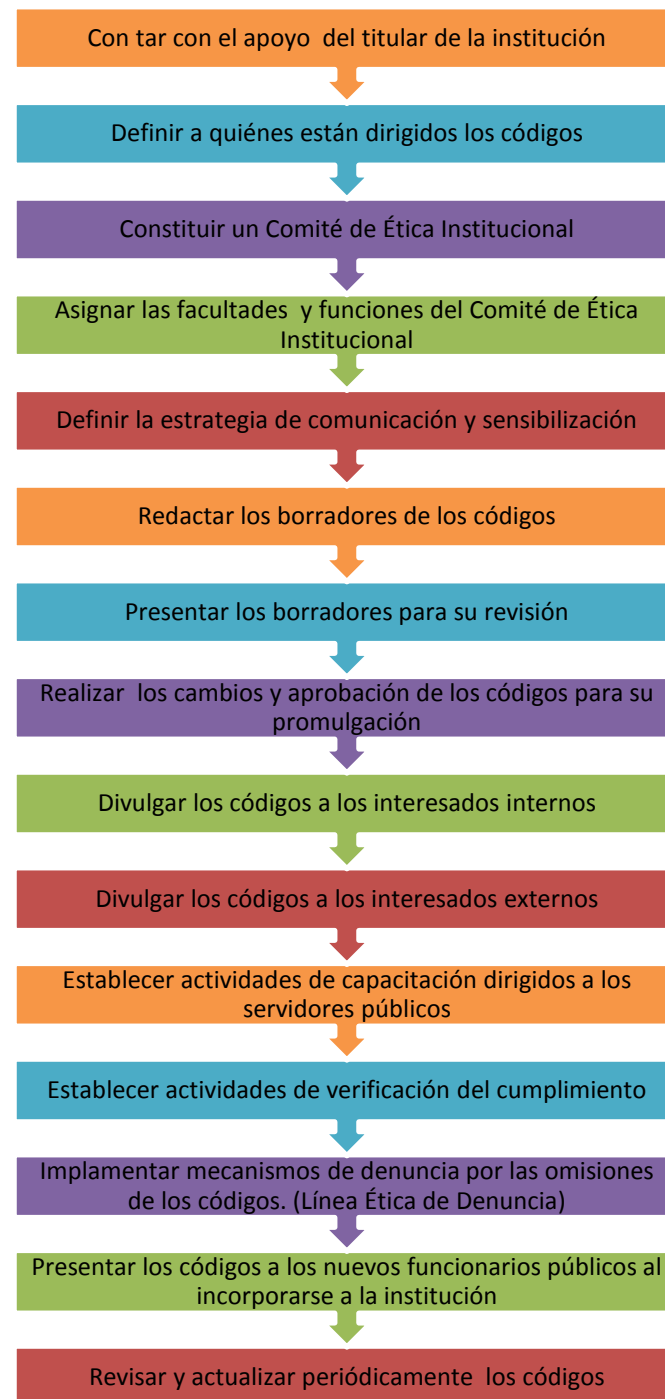 Con tar con el apoyo  del titular de la institución
Definir a quiénes están dirigidos los códigos
Constituir un Comité de Ética Institucional
Asignar las facultades  y funciones del Comité de Ética
Institucional
Definir la estrategia de comunicación y sensibilización
Redactar los borradores de los códigos
Presentar los borradores para su revisión
Realizar  los cambios y aprobación de los códigos para su
promulgación
Divulgar los códigos a los interesados internos
Divulgar los códigos a los interesados externos
Establecer actividades de capacitación dirigidos a los
servidores públicos
Establecer actividades de verificación del cumplimiento
Implamentar mecanismos de denuncia por las omisiones
de los códigos. (Línea Ética de Denuncia)
Presentar los códigos a los nuevos funcionarios públicos al
incorporarse a la institución
Revisar y actualizar periódicamente  los códigos